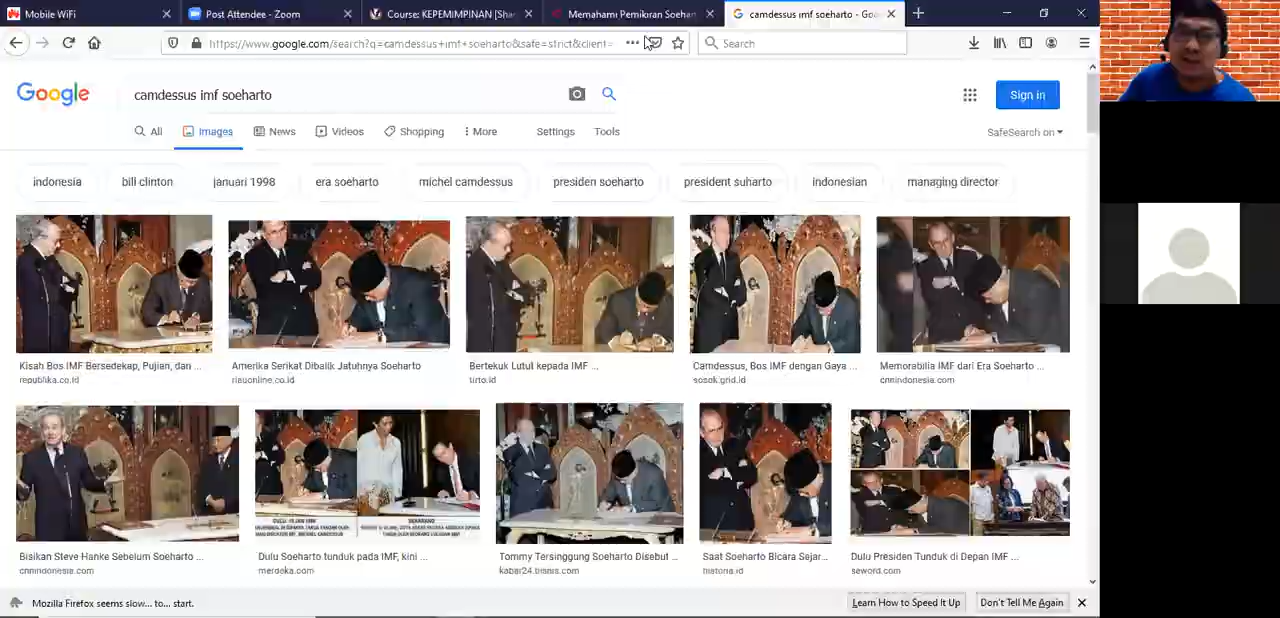 Mobile WiFi
Post Attendee - Zoom
Course: KEPEMIMPINAN [Shar
Memahami Pemikiran Soehar
camdessus imf soeharto - Goo
https://www.google.com/search?q=camdessus+imf+soeharto&safe=strict&client=
Search
Google
camdessus imf soeharto
Sign in
All
Images
News
Videos
Shopping
More
Settings
Tools
SafeSearch on
indonesia
bill clinton
januari 1998
era soeharto
michel camdessus
presiden soeharto
president suharto
indonesian
managing director
Kisah Bos IMF Bersedekap, Pujian, dan ...
republika.co.id
Amerika Serikat Dibalik Jatuhnya Soeharto
riauonline.co.id
Bertekuk Lutut kepada IMF ...
tirto.id
Camdessus, Bos IMF dengan Gaya ...
sosok.grid.id
Memorabilia IMF dari Era Soeharto ...
cnnindonesia.com
Bisikan Steve Hanke Sebelum Soeharto ...
cnnindonesia.com
Dulu Soeharto tunduk pada IMF, kini ...
merdeka.com
Tommy Tersinggung Soeharto Disebut ...
kabar24.bisnis.com
Saat Soeharto Bicara Sejar...
historia.id
Dulu Presiden Tunduk di Depan IMF ...
seword.com
Mozilla Firefox seems slow... to... start.
Learn How to Speed It Up
Don't Tell Me Again